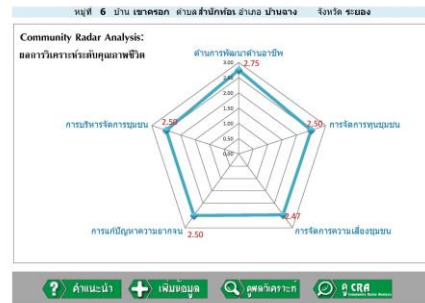 หมู่ที่ 6 บ้าน เขาครอก ตำบล สำนักท้อน อำเภอ บ้านฉาง จังหวัด ระยอง
Community Radar Analysis:
ผลการวิเคราะห์ระดับคุณภาพชีวิต
ด้านการพัฒนาด้านอาชีพ
3.00
2.75
2.50
2.00
1.50
1.00
0.50
0.00
การบริหารจัดการชุมชน
2.50
2.50
การจัดการทุนชุมชน
การแก้ปัญหาความยากจน
2.50
2.47
การจัดการความเสี่ยงชุมชน
? คำแนะนำ
เพิ่มข้อมูล
ดูผลวิเคราะห์
ดู CRA
Community Radar Analysis